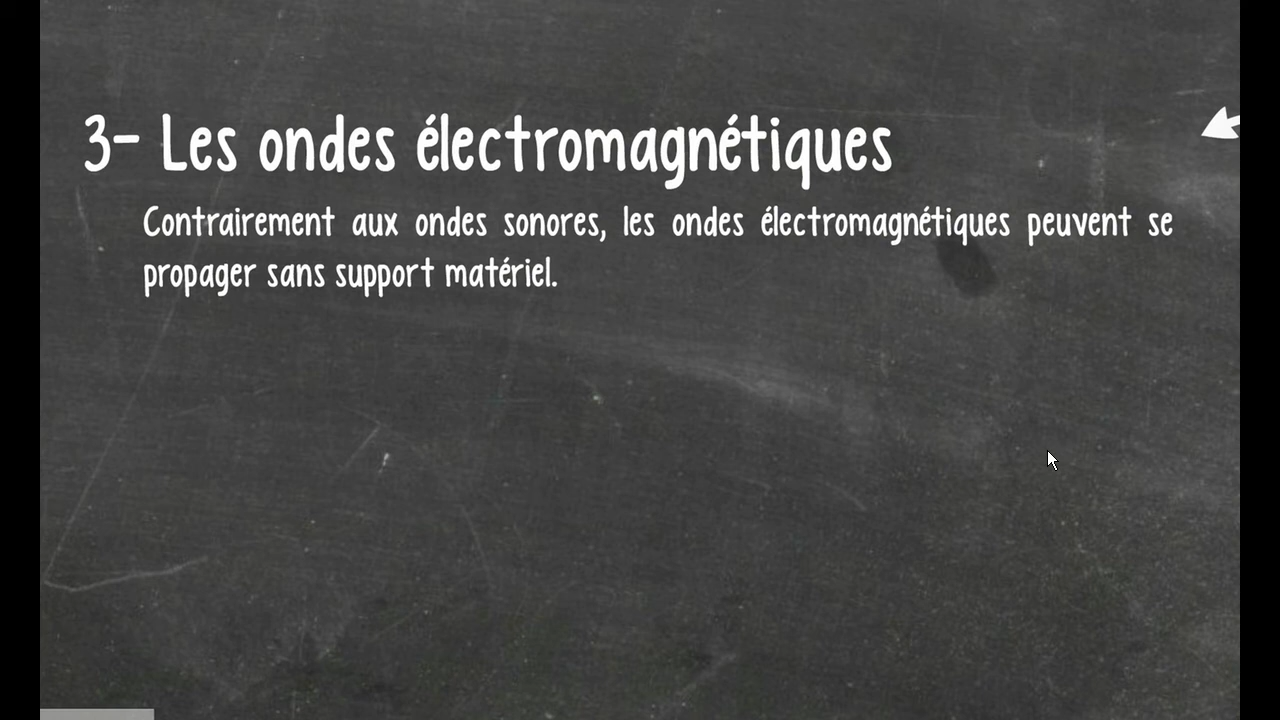 3- Les ondes électromagnétiques
Contrairement aux ondes sonores, les ondes électromagnétiques peuvent se
propager sans support matériel.